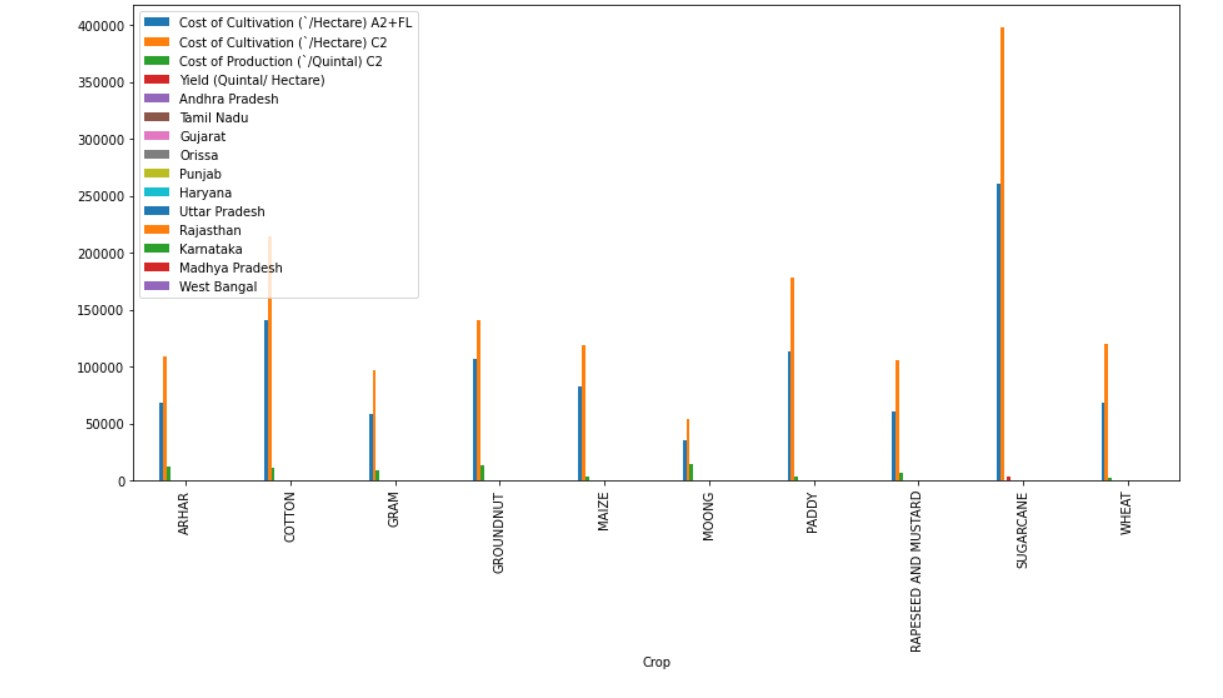 400000
350000
300000
250000
200000
150000
100000
50000
0
Cost of Cultivation (`/Hectare) A2+FL
Cost of Cultivation (`/Hectare) C2
Cost of Production (`/Quintal) C2
Yield (Quintal/ Hectare)
Andhra Pradesh
Tamil Nadu
Gujarat
Orissa
Punjab
Haryana
Uttar Pradesh
Rajasthan
Karnataka
Madhya Pradesh
West Bangal
ARHAR
COTTON
GRAM
GROUNDNUT
MAIZE
MOONG
PADDY
RAPESEED AND MUSTARD
SUGARCANE
WHEAT
Crop